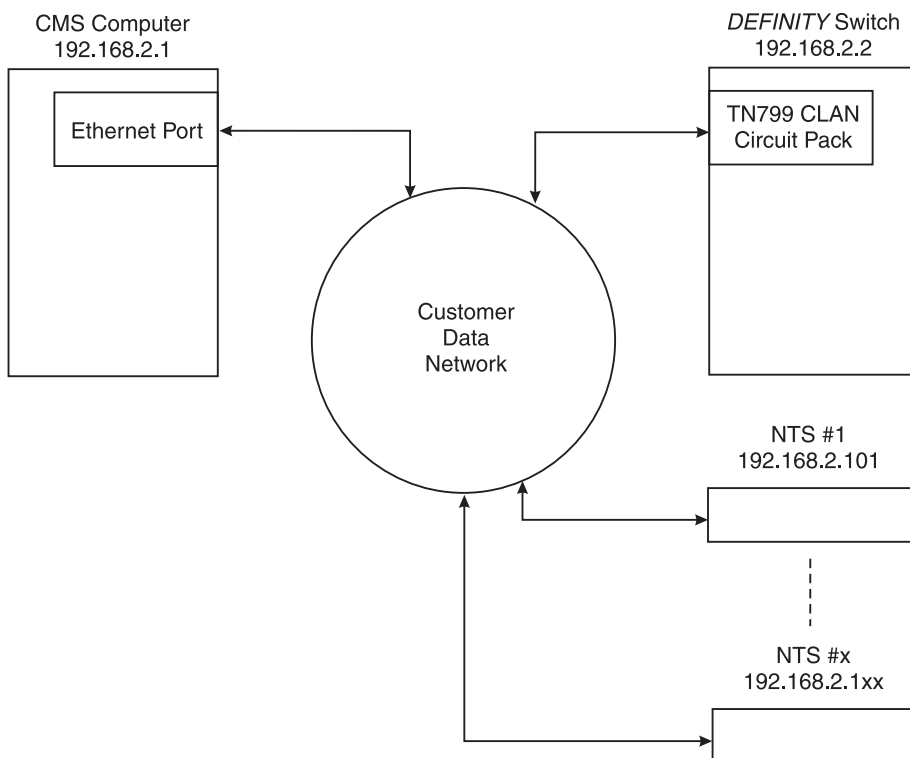 CMS Computer
192.168.2.1
Ethernet Port
DEFINITY Switch
192.168.2.2
TN799 CLAN
Circuit Pack
Customer
Data
Network
NTS #1
192.168.2.101
NTS #x
192.168.2.1xx